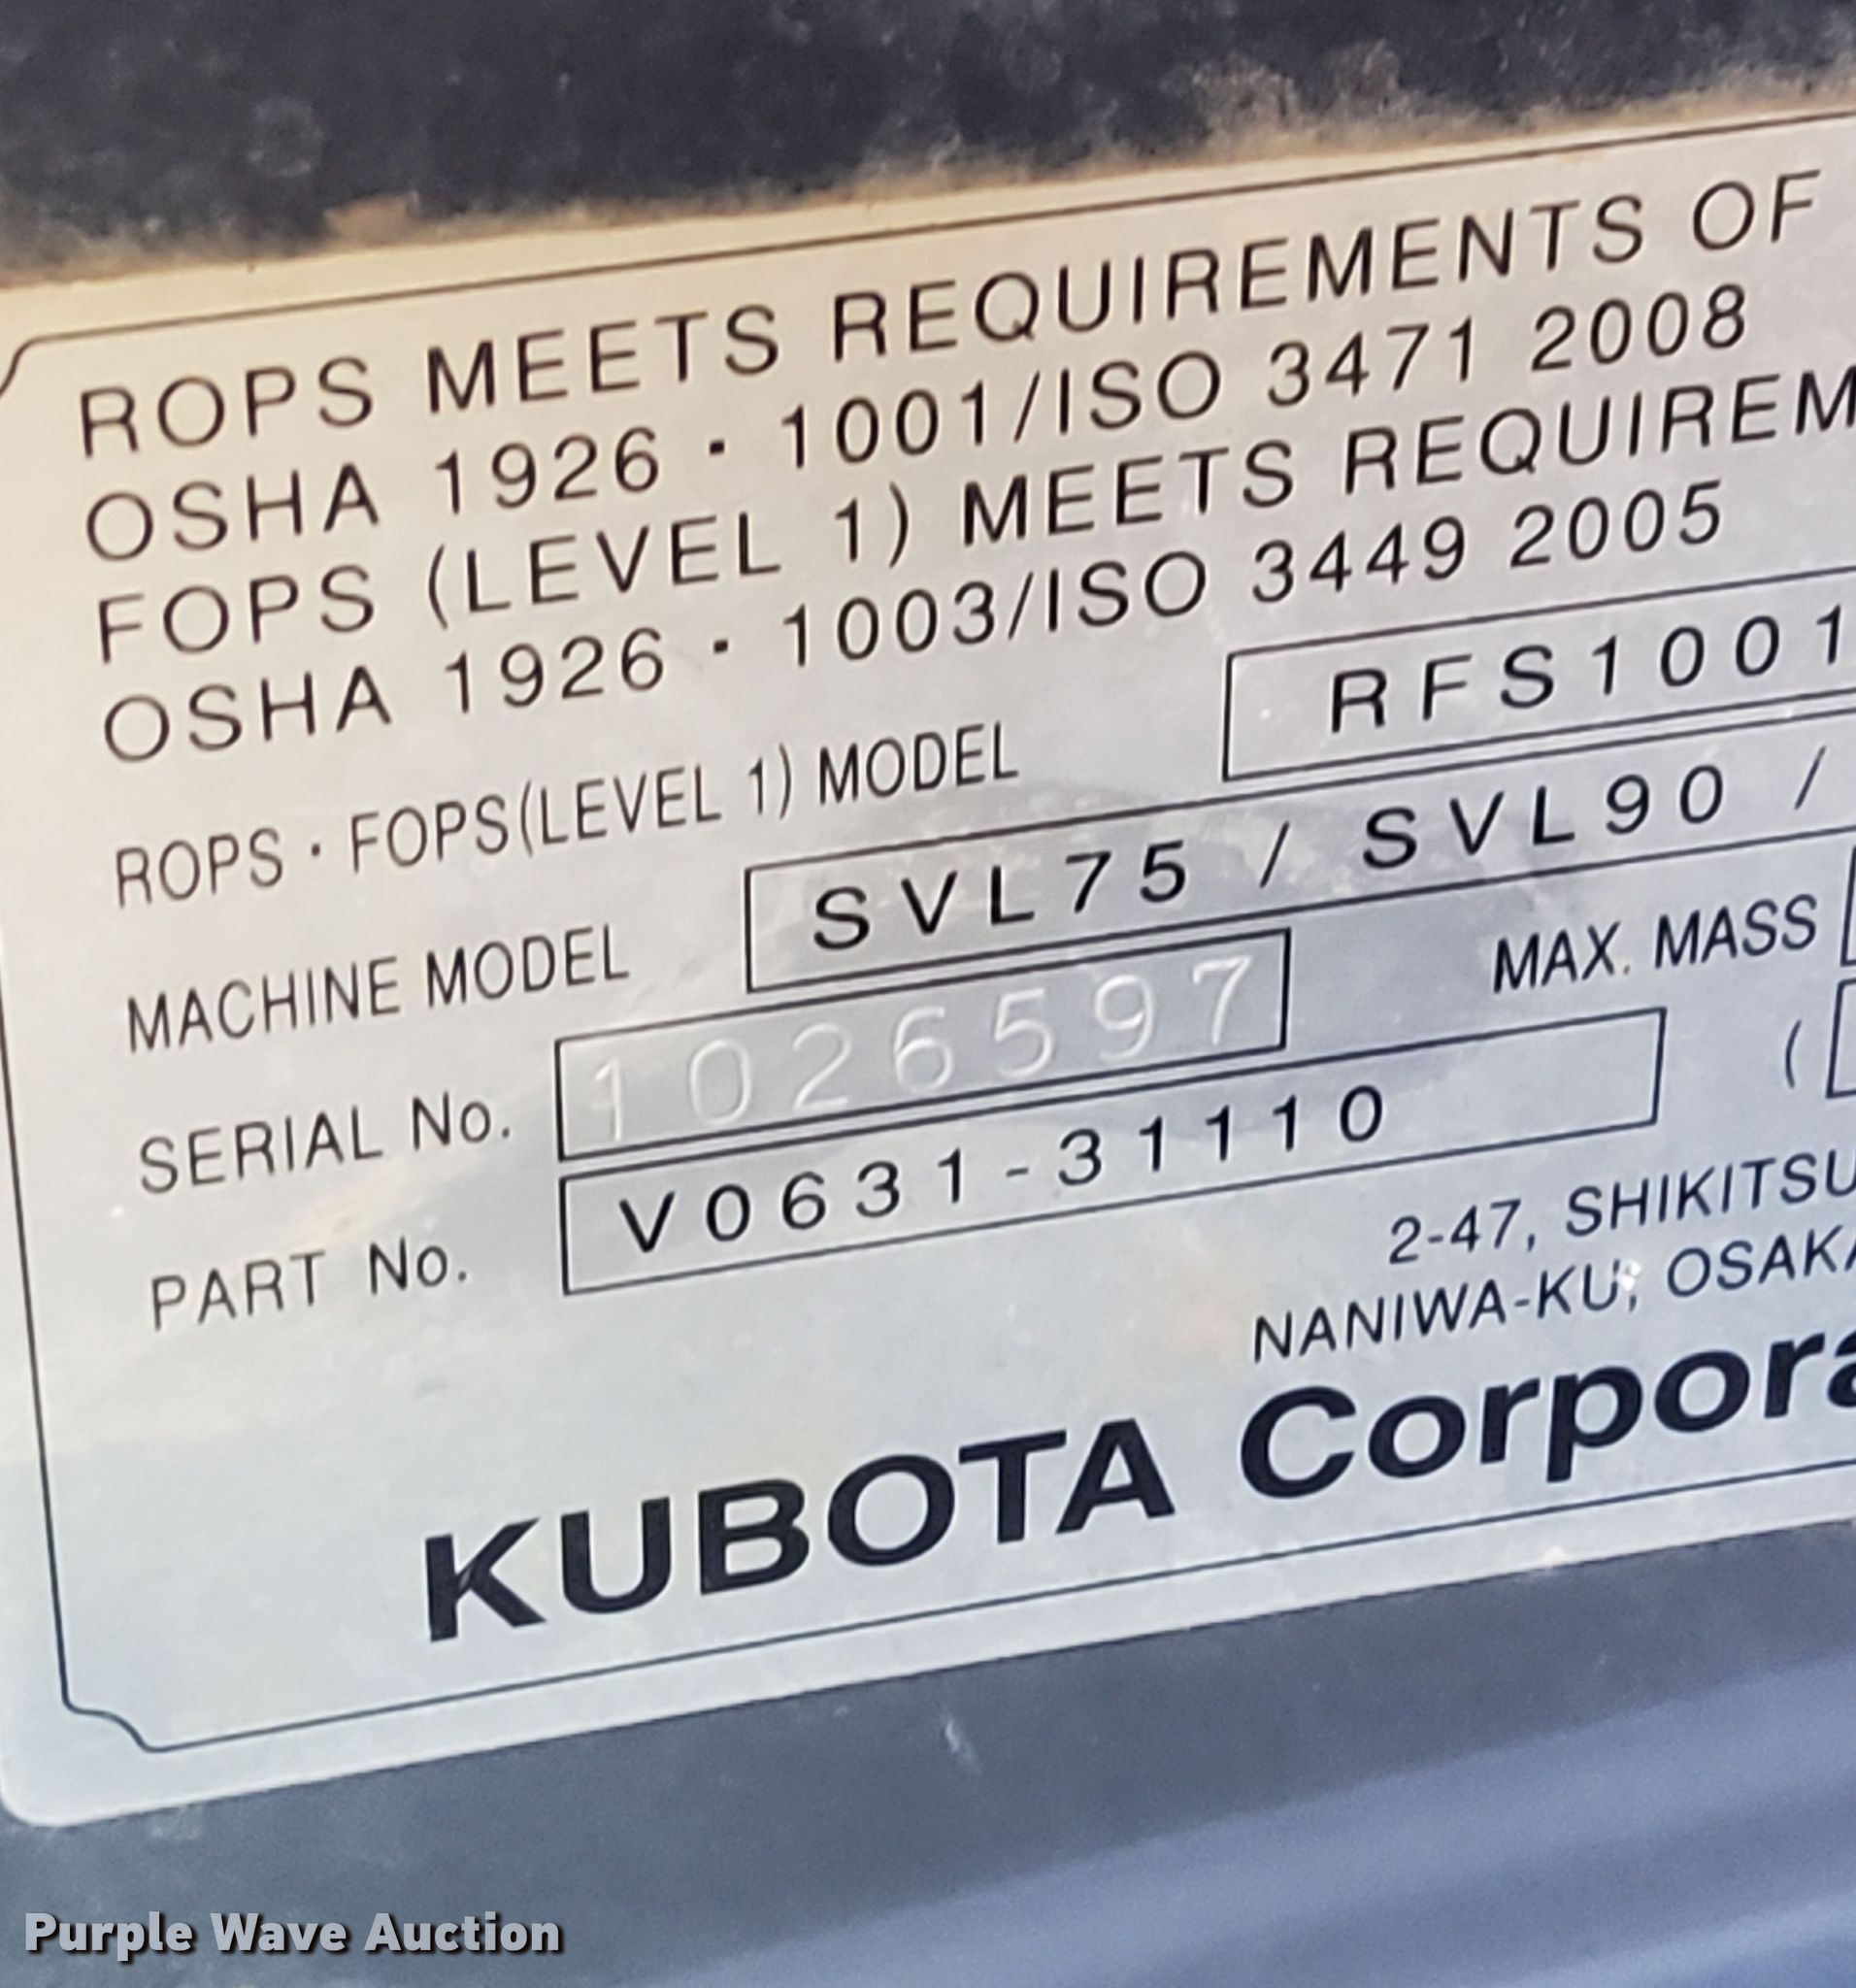 ROPS MEETS REQUIREMENTS OF
OSHA 1926・1001/ISO 3471 2008
FOPS (LEVEL 1) MEETS REQUIREM
OSHA 1926・1003/ISO 3449 2005
ROPS・FOPS(LEVEL 1) MODEL RFS1001
MACHINE MODEL SVL75 / SVL90 /
SERIAL No. 1026597 MAX. MASS
PART No. V0631-31110 (
2-47, SHIKITSU
NANIWA-KU, OSAKA
KUBOTA Corpora
Purple Wave Auction